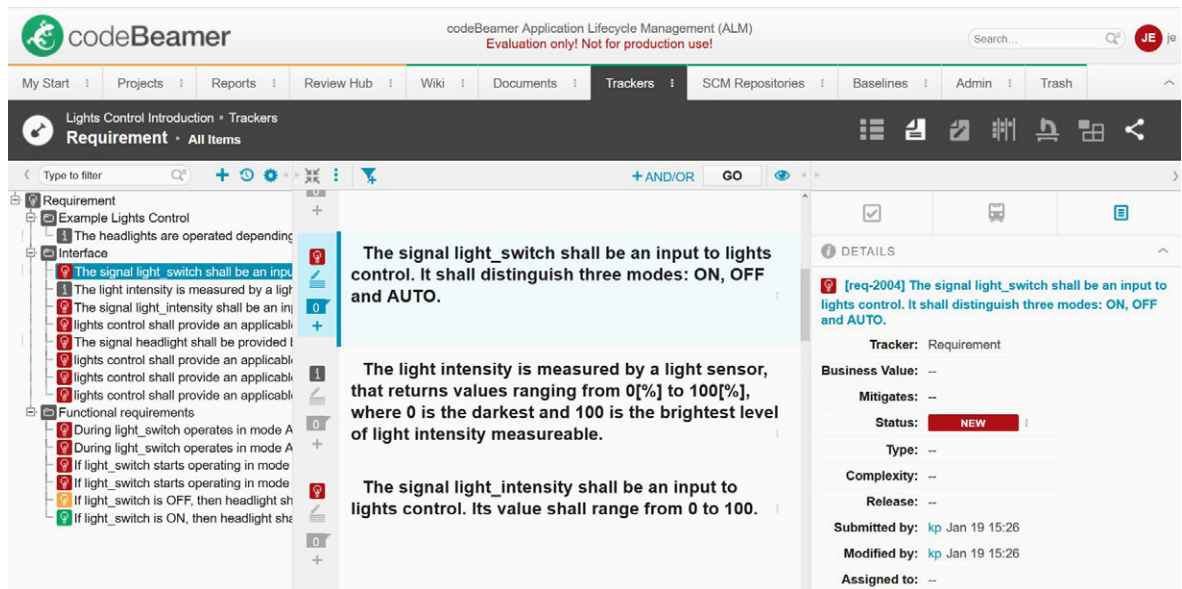 codeBeamer
codeBeamer Application Lifecycle Management (ALM)
Evaluation only! Not for production use!
Search...
JE je
My Start Projects Reports Review Hub Wiki Documents Trackers SCM Repositories Baselines Admin Trash
Lights Control Introduction Trackers
Requirement All Items
Type to filter
+AND/OR GO
Requirement
Example Lights Control
The headlights are operated depending
Interface
The signal light_switch shall be an inpu
The light intensity is measured by a ligh
The signal light_intensity shall be an inp
lights control shall provide an applicabl
The signal headlight shall be provided
lights control shall provide an applicabl
lights control shall provide an applicabl
lights control shall provide an applicabl
Functional requirements
During light_switch operates in mode A
During light_switch operates in mode A
If light_switch starts operating in mode
If light_switch starts operating in mode
If light_switch is OFF, then headlight sh
If light_switch is ON, then headlight sha
The signal light_switch shall be an input to lights
control. It shall distinguish three modes: ON, OFF
and AUTO.
0
The light intensity is measured by a light sensor,
that returns values ranging from 0[%] to 100[%],
where 0 is the darkest and 100 is the brightest level
of light intensity measureable.
0
The signal light_intensity shall be an input to
lights control. Its value shall range from 0 to 100.
0
DETAILS
[req-2004] The signal light_switch shall be an input to
lights control. It shall distinguish three modes: ON, OFF
and AUTO.
Tracker: Requirement
Business Value: --
Mitigates: --
Status: NEW
Type: --
Complexity: --
Release: --
Submitted by: kp Jan 19 15:26
Modified by: kp Jan 19 15:26
Assigned to: --